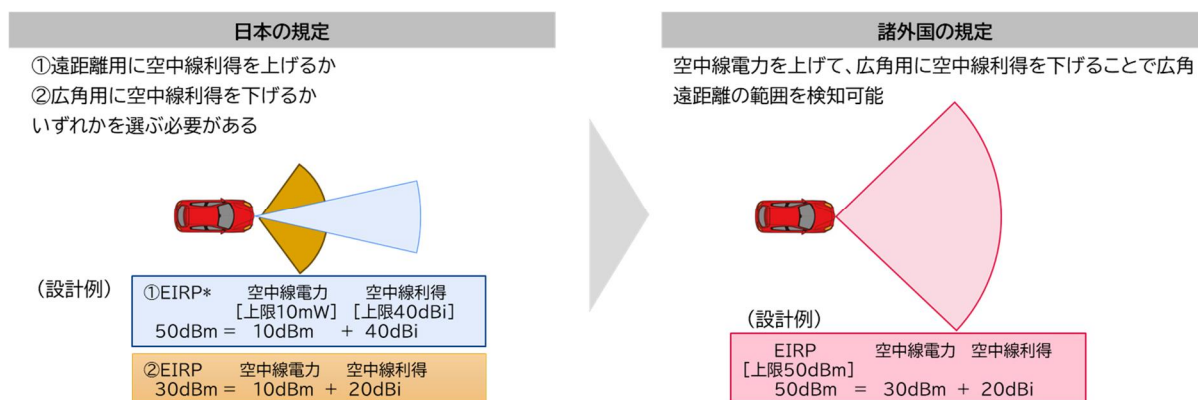 日本の規定
①遠距離用に空中線利得を上げるか
②広角用に空中線利得を下げるか
いずれかを選ぶ必要がある
(設計例)
①EIRP* 空中線電力 空中線利得
[上限10mW] [上限40dBi]
50dBm = 10dBm + 40dBi
②EIRP 空中線電力 空中線利得
30dBm = 10dBm + 20dBi
諸外国の規定
空中線電力を上げて、広角用に空中線利得を下げることで広角
遠距離の範囲を検知可能
(設計例)
EIRP 空中線電力 空中線利得
[上限50dBm]
50dBm = 30dBm + 20dBi